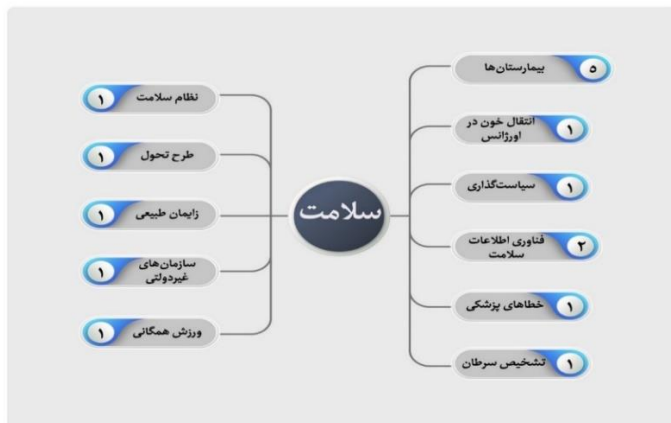 سلامت
بیمارستان‌ها
۵
انتقال خون در
اورژانس
۱
سیاست‌گذاری
۱
فناوری اطلاعات
سلامت
۲
خطاهای پزشکی
۱
تشخیص سرطان
۱
نظام سلامت
۱
طرح تحول
۱
زایمان طبیعی
۱
سازمان‌های
غیردولتی
۱
ورزش همگانی
۱